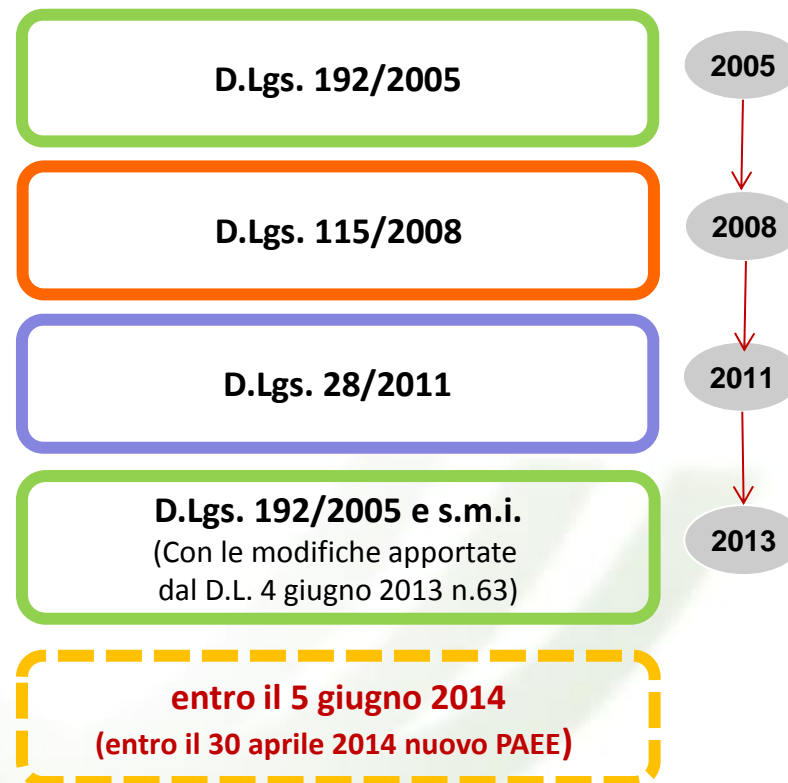 D.Lgs. 192/2005
2005
D.Lgs. 115/2008
2008
D.Lgs. 28/2011
2011
D.Lgs. 192/2005 e s.m.i.
(Con le modifiche apportate
dal D.L. 4 giugno 2013 n.63)
2013
entro il 5 giugno 2014
(entro il 30 aprile 2014 nuovo PAEE)